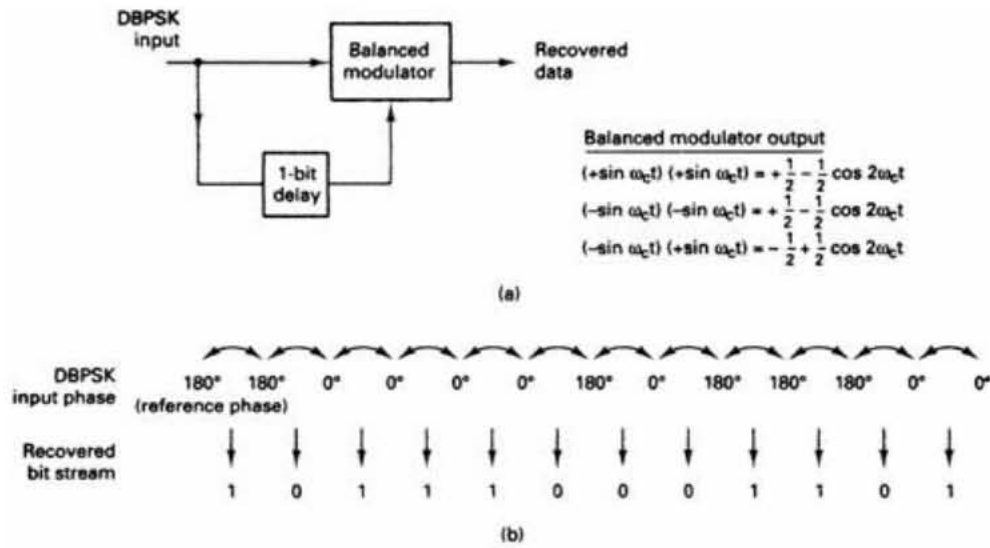 DBPSK
input
Balanced
modulator
Recovered
data
1-bit
delay
Balanced modulator output
(+sin ω_ct) (+sin ω_ct) = + 1/2 − 1/2 cos 2ω_ct
(−sin ω_ct) (−sin ω_ct) = + 1/2 − 1/2 cos 2ω_ct
(−sin ω_ct) (+sin ω_ct) = − 1/2 + 1/2 cos 2ω_ct
(a)
DBPSK
input phase
180° 180° 0° 0° 0° 0° 180° 0° 180° 180° 180° 0° 0°
(reference phase)
Recovered
bit stream
1 0 1 1 1 0 0 0 1 1 0 1
(b)